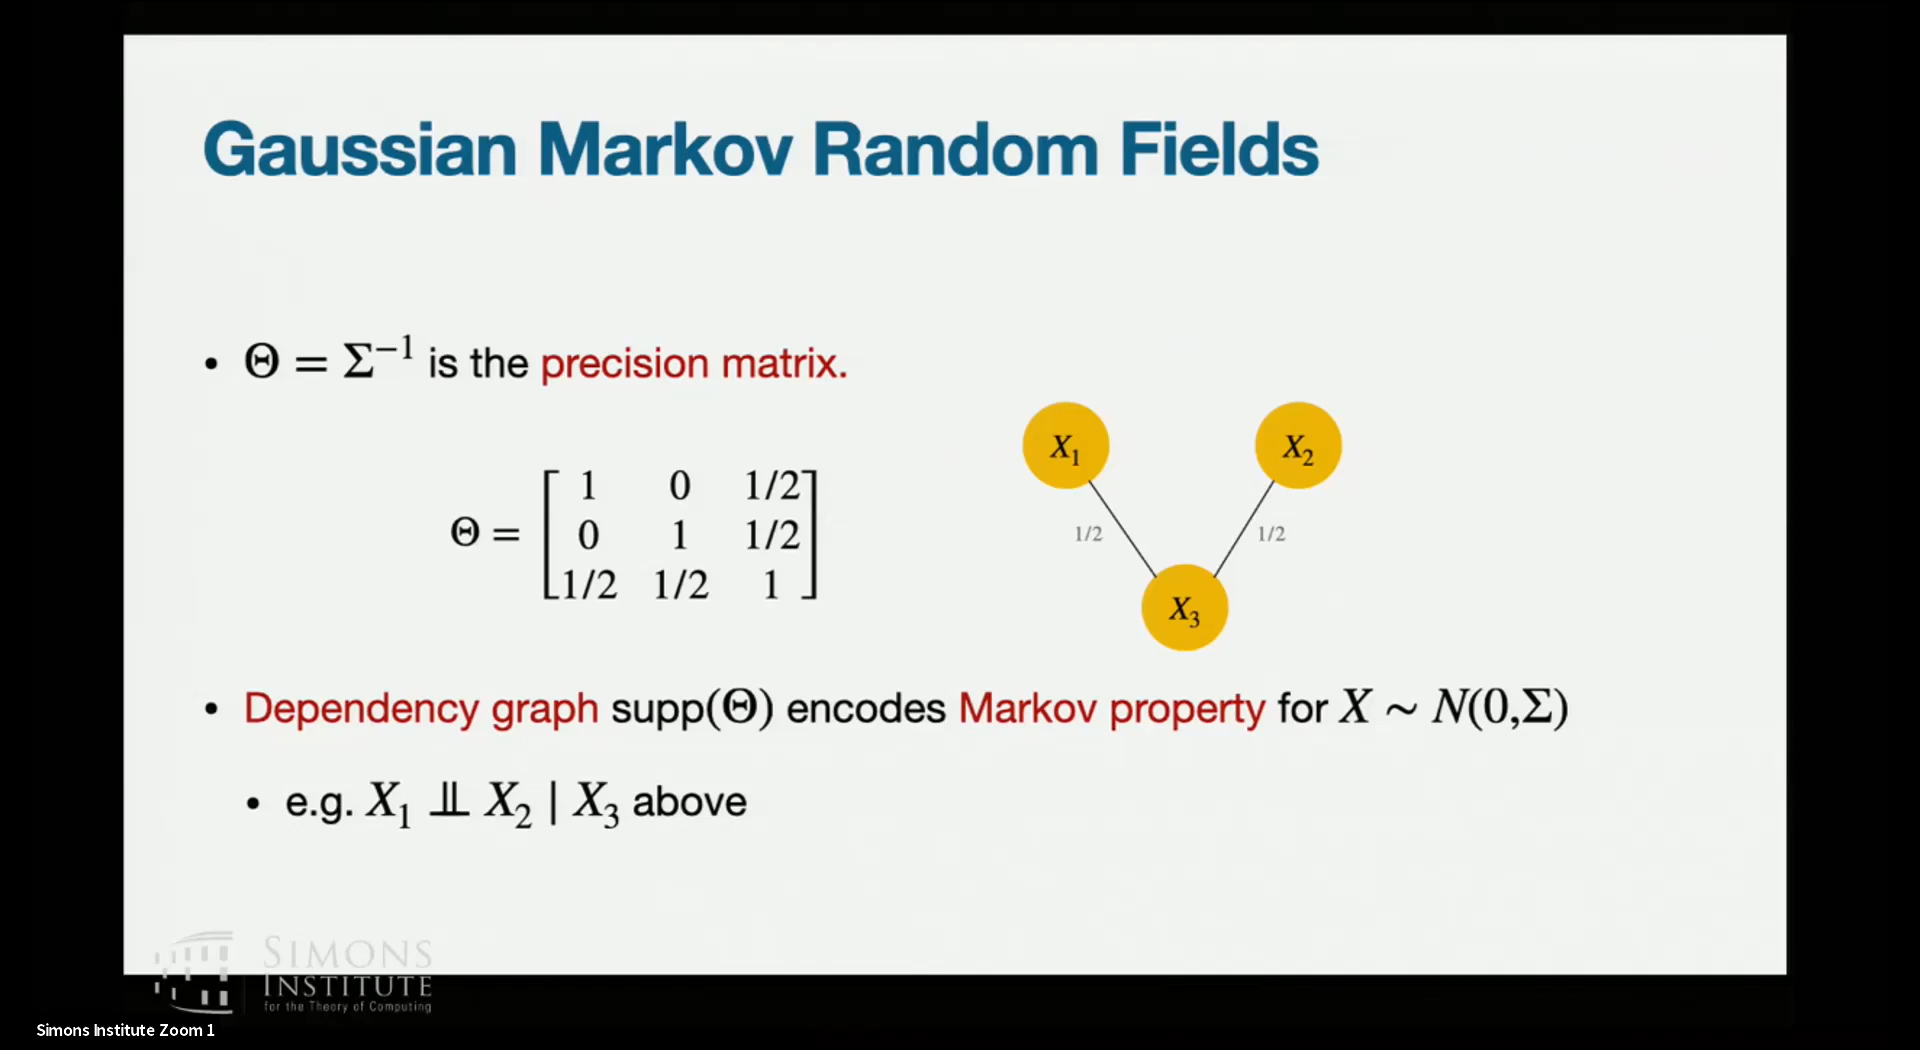 Gaussian Markov Random Fields
• Θ = Σ⁻¹ is the precision matrix.
Θ = [ 1 0 1/2
0 1 1/2
1/2 1/2 1 ]
X₁
X₂
1/2
1/2
X₃
• Dependency graph supp(Θ) encodes Markov property for X ∼ N(0,Σ)
• e.g. X₁ ⫫ X₂ | X₃ above
SIMONS
INSTITUTE
for the Theory of Computing
Simons Institute Zoom 1